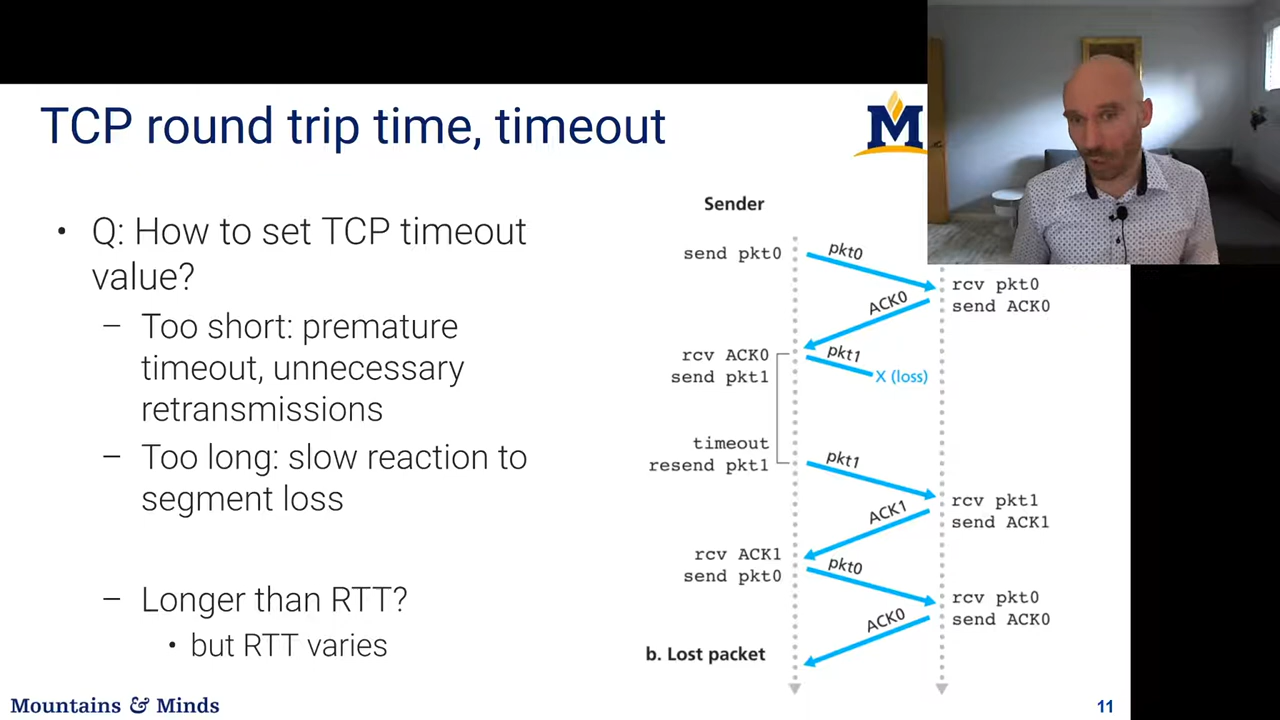 TCP round trip time, timeout
M
• Q: How to set TCP timeout
value?
– Too short: premature
timeout, unnecessary
retransmissions
– Too long: slow reaction to
segment loss
– Longer than RTT?
• but RTT varies
Sender
send pkt0
pkt0
rcv pkt0
send ACK0
ACK0
rcv ACK0
send pkt1
pkt1
X (loss)
timeout
resend pkt1
pkt1
rcv pkt1
send ACK1
ACK1
rcv ACK1
send pkt0
pkt0
rcv pkt0
send ACK0
ACK0
b. Lost packet
Mountains & Minds
11